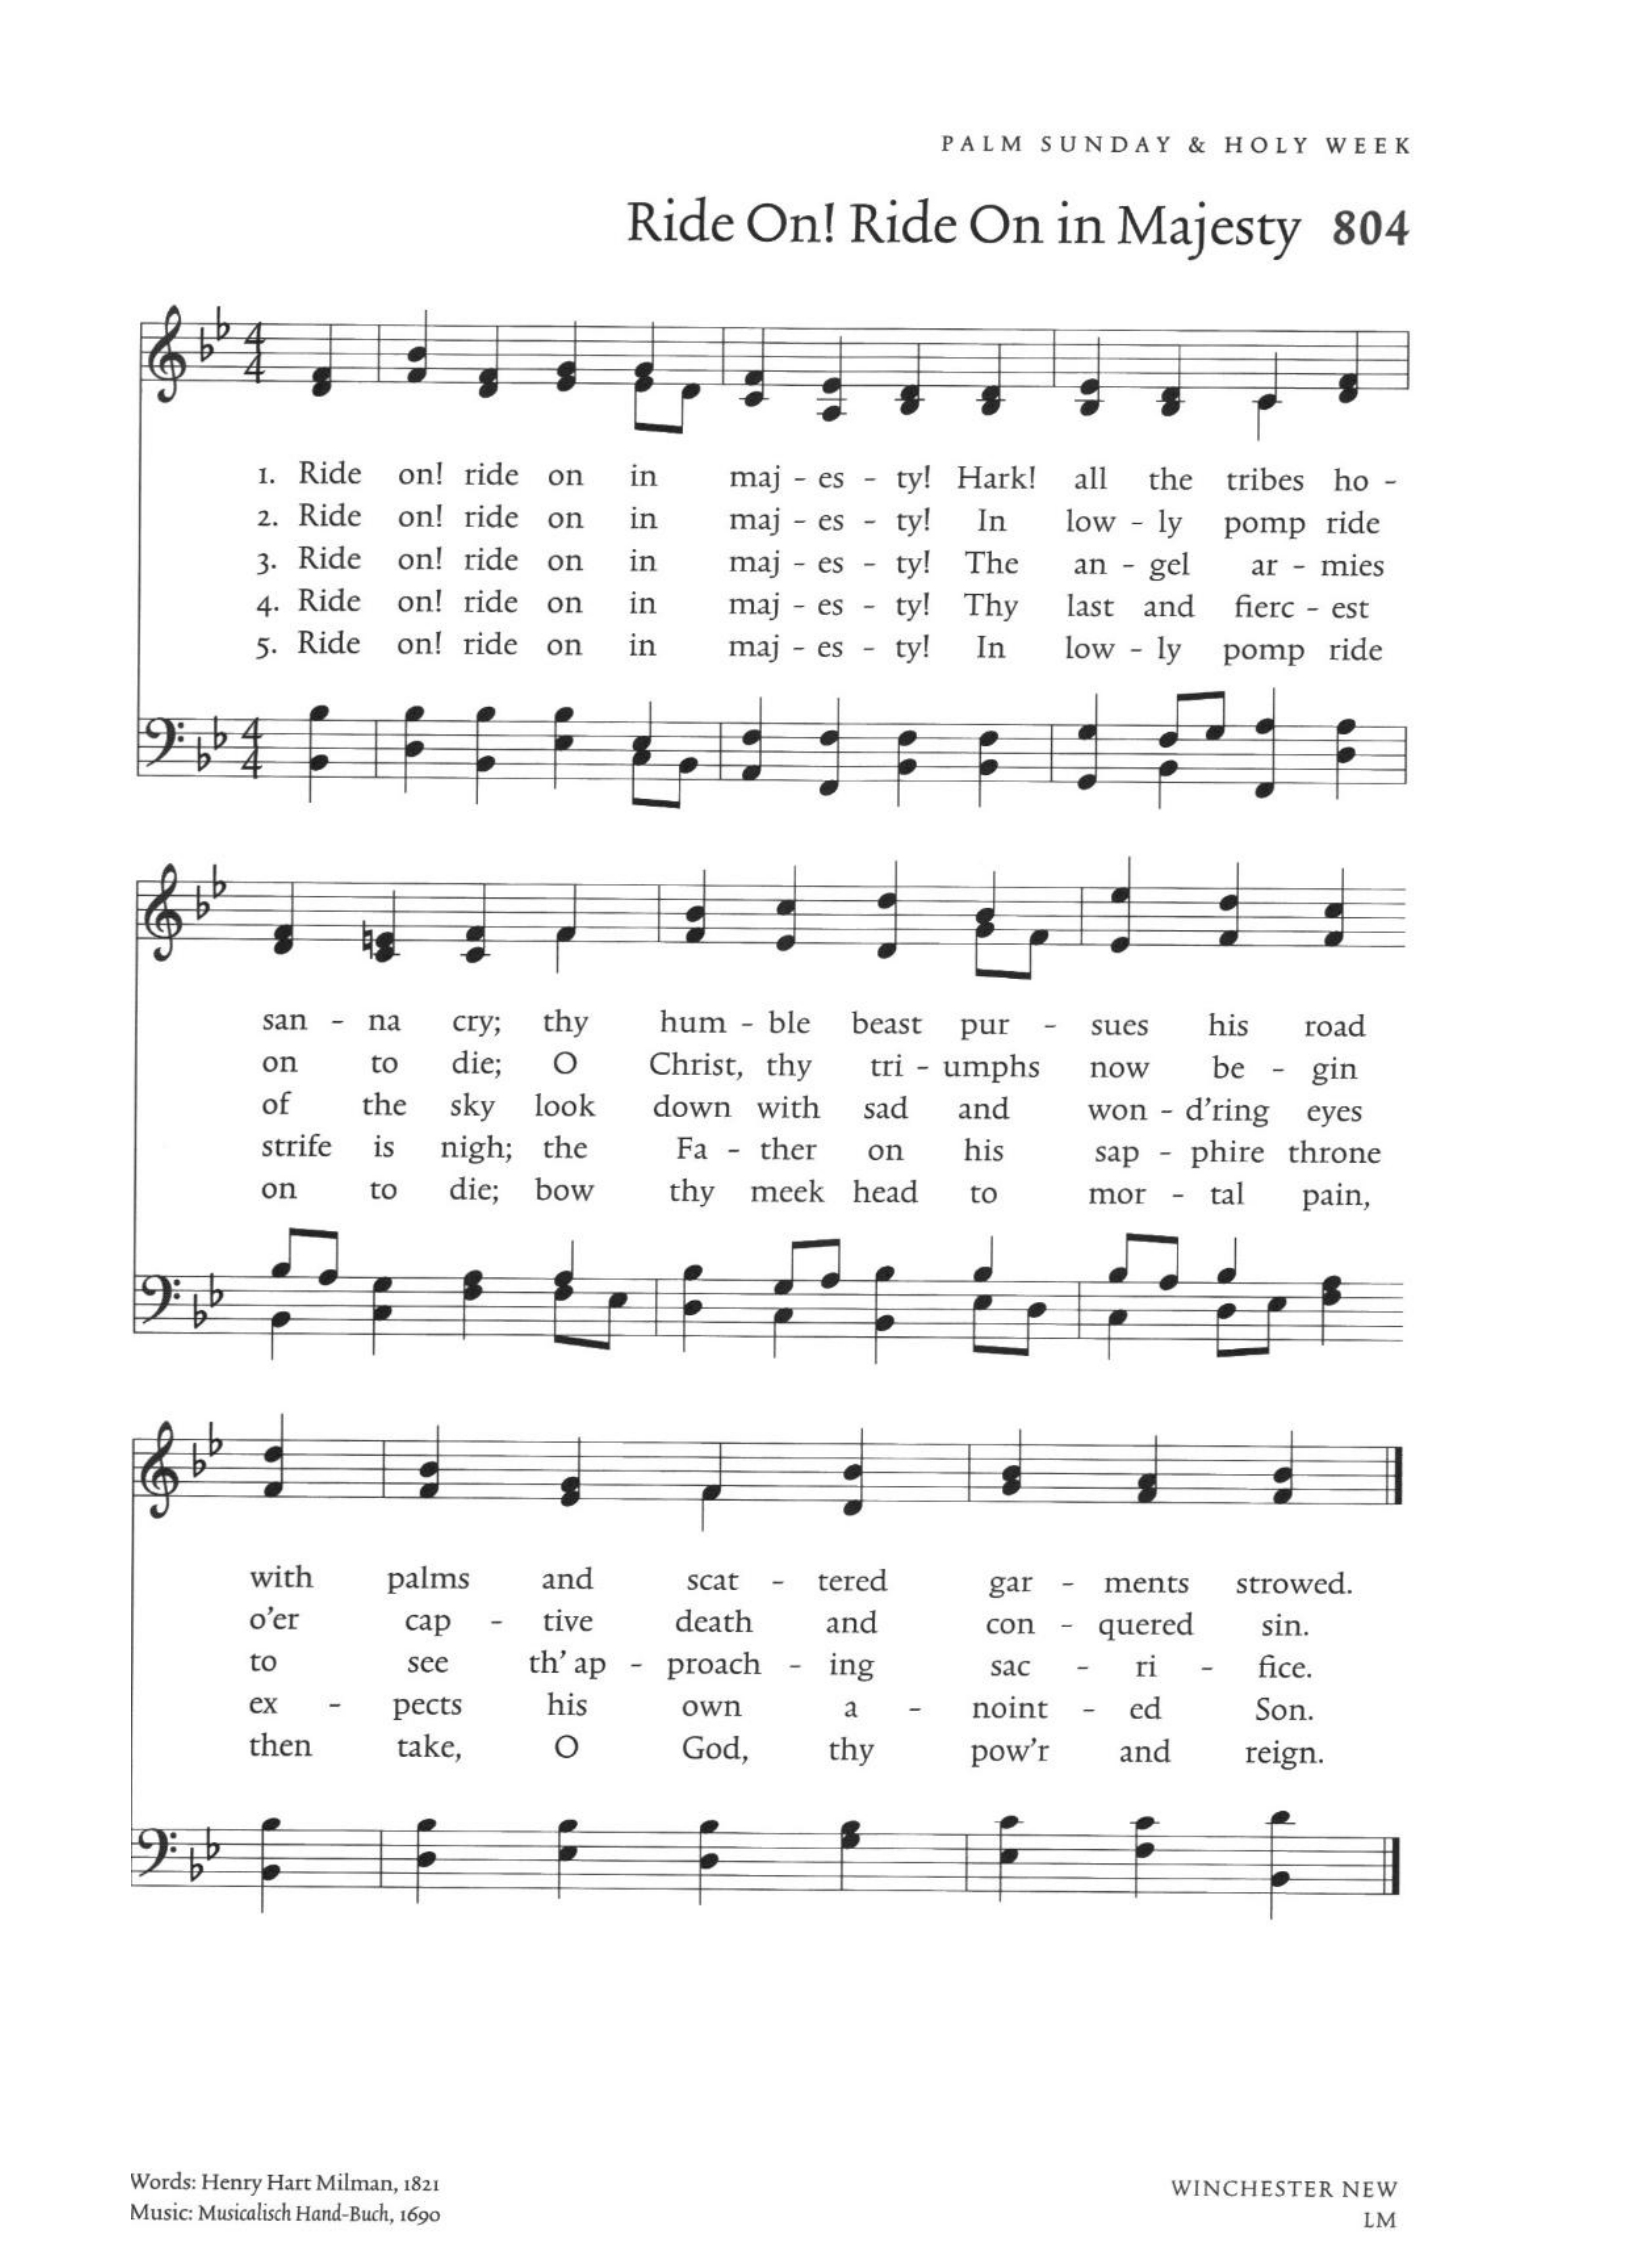 PALM SUNDAY & HOLY WEEK
Ride On! Ride On in Majesty 804
1. Ride on! ride on in maj - es - ty! Hark! all the tribes ho -
2. Ride on! ride on in maj - es - ty! In low - ly pomp ride
3. Ride on! ride on in maj - es - ty! The an - gel ar - mies
4. Ride on! ride on in maj - es - ty! Thy last and fierc - est
5. Ride on! ride on in maj - es - ty! In low - ly pomp ride
san - na cry; thy hum - ble beast pur - sues his road
on to die; O Christ, thy tri - umphs now be - gin
of the sky look down with sad and won - d'ring eyes
strife is nigh; the Fa - ther on his sap - phire throne
on to die; bow thy meek head to mor - tal pain,
with palms and scat - tered gar - ments strowed.
o'er cap - tive death and con - quered sin.
to see th' ap - proach - ing sac - ri - fice.
ex - pects his own a - noint - ed Son.
then take, O God, thy pow'r and reign.
Words: Henry Hart Milman, 1821
Music: Musicalisch Hand-Buch, 1690
WINCHESTER NEW
LM